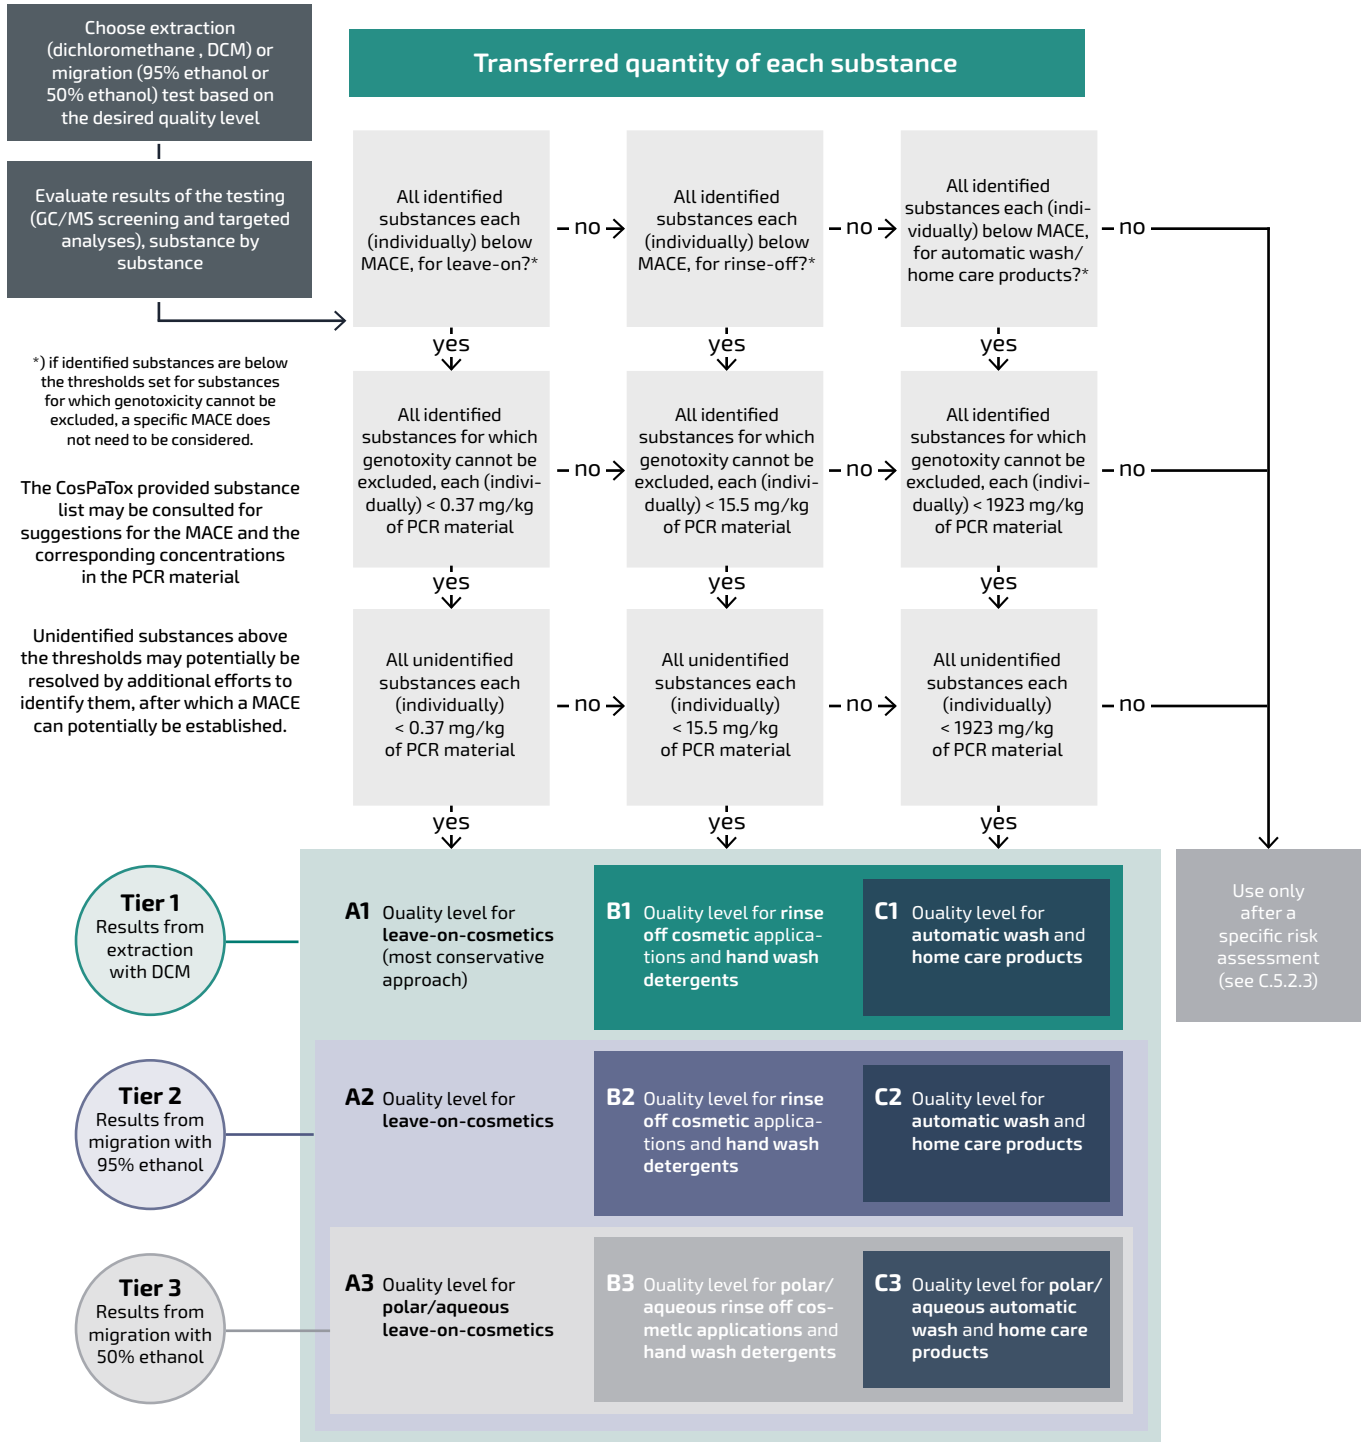 Choose extraction
(dichloromethane , DCM) or
migration (95% ethanol or
50% ethanol) test based on
the desired quality level
Evaluate results of the testing
(GC/MS screening and targeted
analyses), substance by
substance
*) if identified substances are below
the thresholds set for substances
for which genotoxicity cannot be
excluded, a specific MACE does
not need to be considered.
The CosPaTox provided substance
list may be consulted for
suggestions for the MACE and the
corresponding concentrations
in the PCR material
Unidentified substances above
the thresholds may potentially be
resolved by additional efforts to
identify them, after which a MACE
can potentially be established.
Transferred quantity of each substance
All identified
substances each
(individually) below
MACE, for leave-on?*
no
All identified
substances each
(individually) below
MACE, for rinse-off?*
no
All identified
substances each (indi-
vidually) below MACE,
for automatic wash/
home care products?*
no
yes
yes
yes
All identified
substances for which
genotoxity cannot be
excluded, each (indivi-
dually) < 0.37 mg/kg
of PCR material
no
All identified
substances for which
genotoxity cannot be
excluded, each (indivi-
dually) < 15.5 mg/kg
of PCR material
no
All identified
substances for which
genotoxity cannot be
excluded, each (indivi-
dually) < 1923 mg/kg
of PCR material
no
yes
yes
yes
All unidentified
substances each
(individually)
< 0.37 mg/kg
of PCR material
no
All unidentified
substances each
(individually)
< 15.5 mg/kg
of PCR material
no
All unidentified
substances each
(individually)
< 1923 mg/kg
of PCR material
no
yes
yes
yes
Tier 1
Results from
extraction
with DCM
A1 Quality level for
leave-on-cosmetics
(most conservative
approach)
B1 Quality level for rinse
off cosmetic applica-
tions and hand wash
detergents
C1 Quality level for
automatic wash and
home care products
Use only
after a
specific risk
assessment
(see C.5.2.3)
Tier 2
Results from
migration with
95% ethanol
A2 Quality level for
leave-on-cosmetics
B2 Quality level for rinse
off cosmetic applica-
tions and hand wash
detergents
C2 Quality level for
automatic wash and
home care products
Tier 3
Results from
migration with
50% ethanol
A3 Quality level for
polar/aqueous
leave-on-cosmetics
B3 Quality level for polar/
aqueous rinse off cos-
metlc applications and
hand wash detergents
C3 Quality level for polar/
aqueous automatic
wash and home care
products